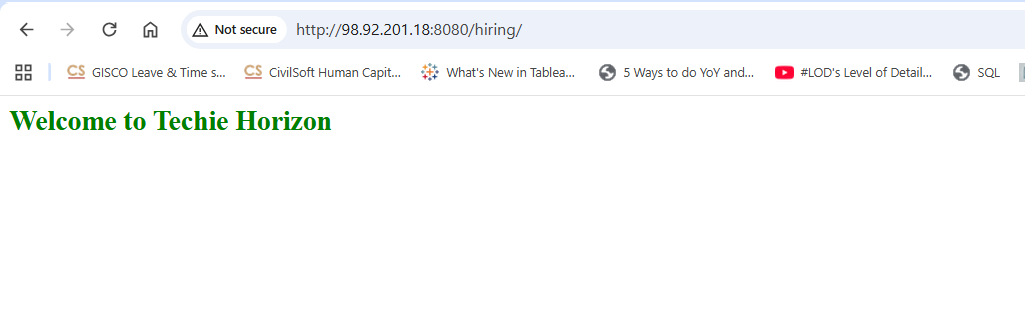 Not secure http://98.92.201.18:8080/hiring/
GISCO Leave & Time s... CivilSoft Human Capit... What's New in Tablea... 5 Ways to do YoY and... #LOD's Level of Detail... SQL
Welcome to Techie Horizon